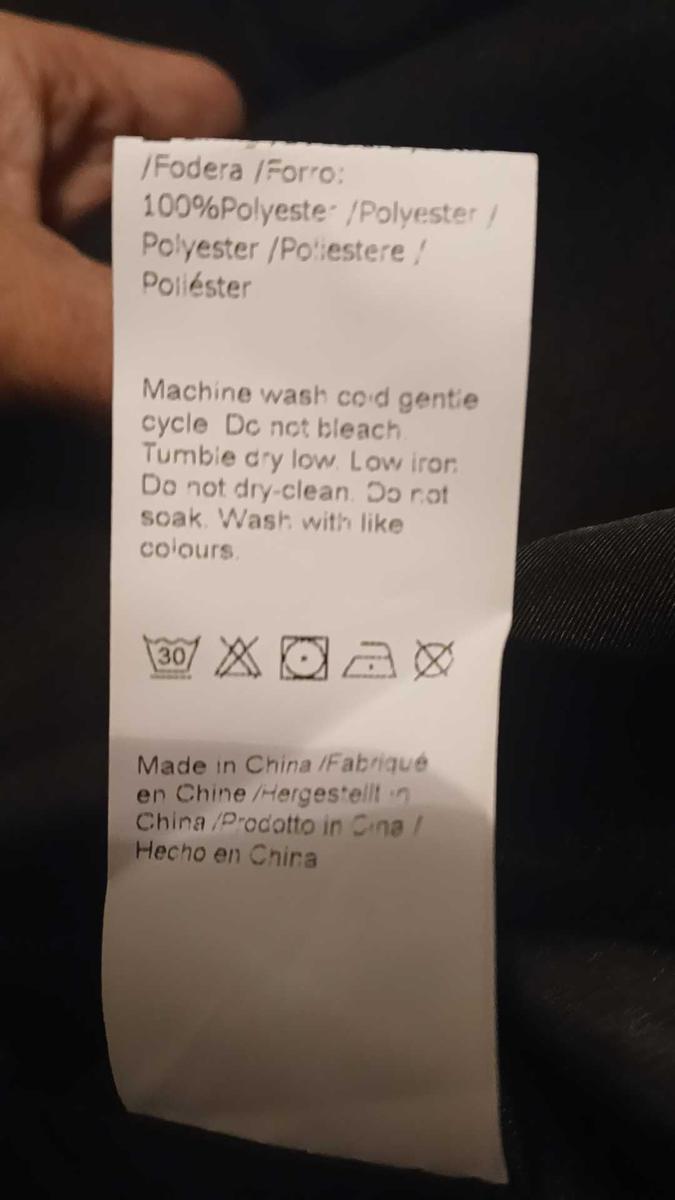 /Fodera /Forro:
100%Polyester /Polyester /
Polyester /Poliestere /
Poliéster
Machine wash cold gentle
cycle. Do not bleach.
Tumble dry low. Low iron.
Do not dry-clean. Do not
soak. Wash with like
colours.
30
Made in China /Fabriqué
en Chine /Hergestellt in
China /Prodotto in Cina /
Hecho en China